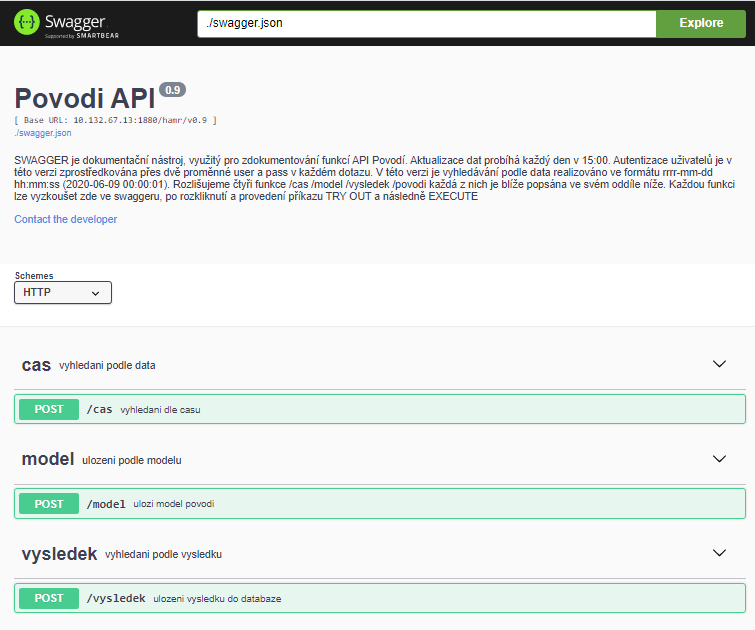 Swagger
Supported by SMARTBEAR
./swagger.json
Explore
Povodi API 0.9
[ Base URL: 10.132.67.13:1880/hamr/v0.9 ]
./swagger.json
SWAGGER je dokumentační nástroj, využitý pro zdokumentování funkcí API Povodí. Aktualizace dat probíhá každý den v 15:00. Autentizace uživatelů je v
této verzi zprostředkována přes dvě proměnné user a pass v každém dotazu. V této verzi je vyhledávání podle data realizováno ve formátu rrrr-mm-dd
hh:mm:ss (2020-06-09 00:00:01). Rozlišujeme čtyři funkce /cas /model /vysledek /povodi každá z nich je blíže popsána ve svém oddíle níže. Každou funkci
lze vyzkoušet zde ve swaggeru, po rozkliknutí a provedení příkazu TRY OUT a následně EXECUTE
Contact the developer
Schemes
HTTP
cas vyhledani podle data
POST /cas vyhledani dle casu
model ulozeni podle modelu
POST /model ulozi model povodi
vysledek vyhledani podle vysledku
POST /vysledek ulozeni vysledku do databaze